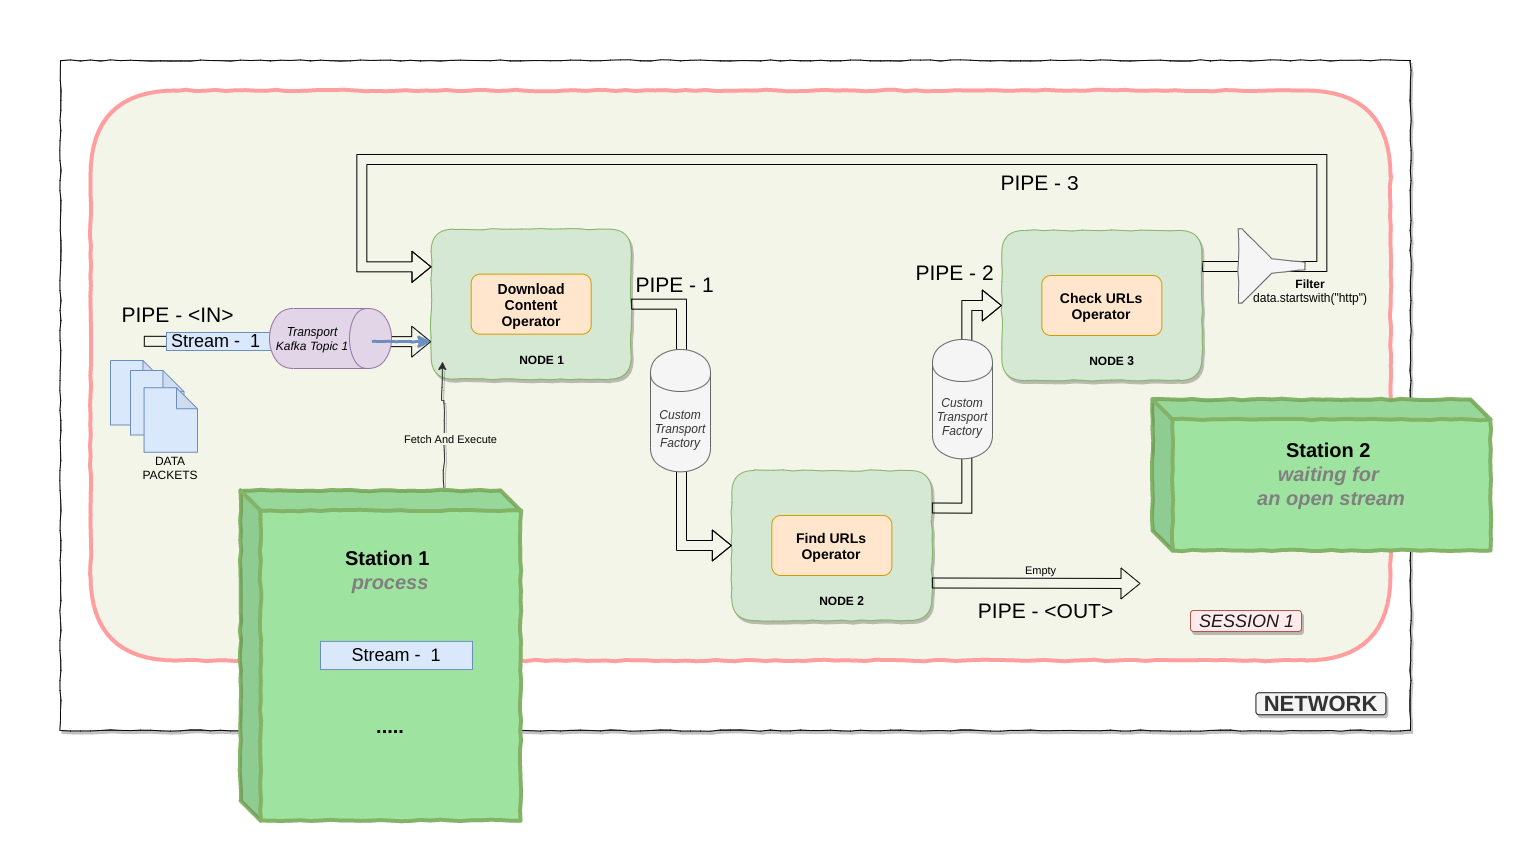 PIPE - 3
PIPE - <IN>
Stream -  1
Transport
Kafka Topic 1
DATA
PACKETS
Download
Content
Operator
NODE 1
PIPE - 1
Custom
Transport
Factory
Fetch And Execute
Find URLs
Operator
NODE 2
PIPE - 2
Custom
Transport
Factory
Check URLs
Operator
NODE 3
Filter
data.startswith("http")
Empty
PIPE - <OUT>
Station 1
process
Stream -  1
.....
Station 2
waiting for
an open stream
SESSION 1
NETWORK